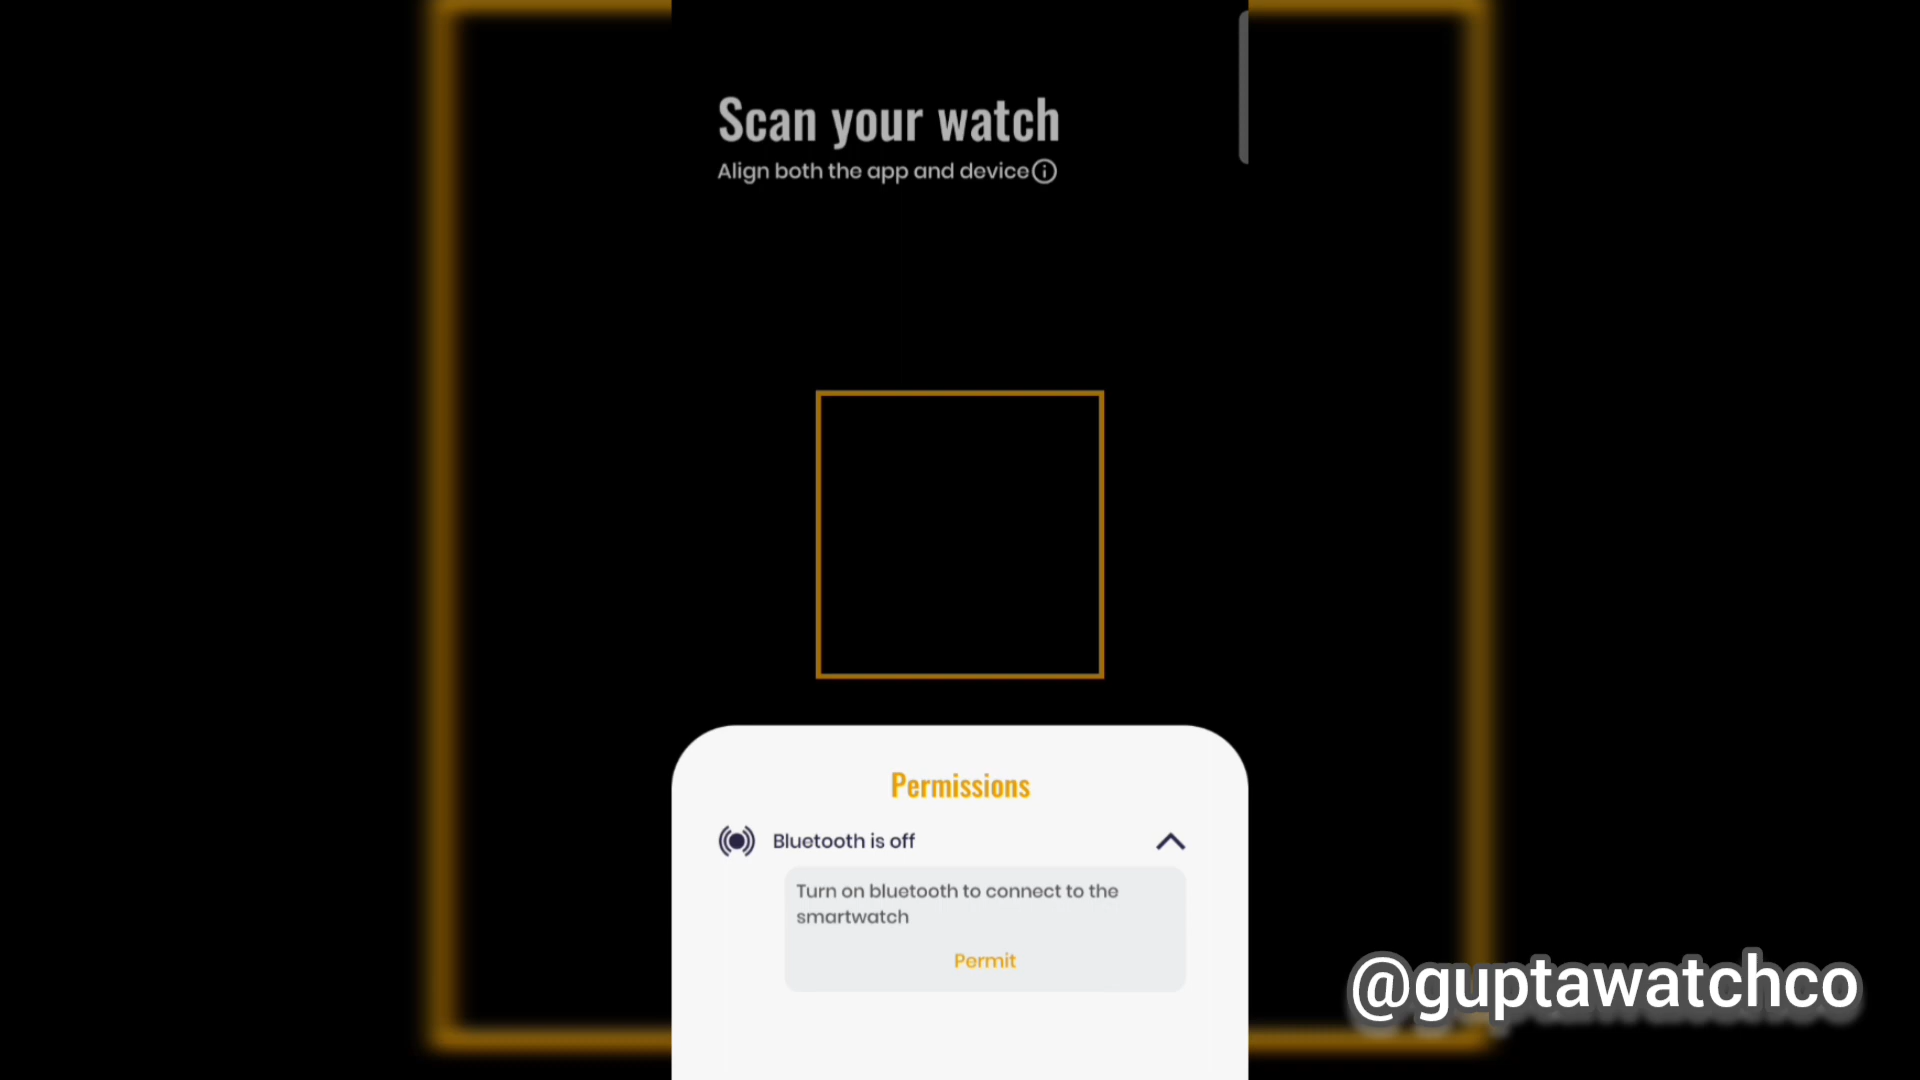 Scan your watch
Align both the app and device
Permissions
Bluetooth is off
Turn on bluetooth to connect to the
smartwatch
Permit
@guptawatchco